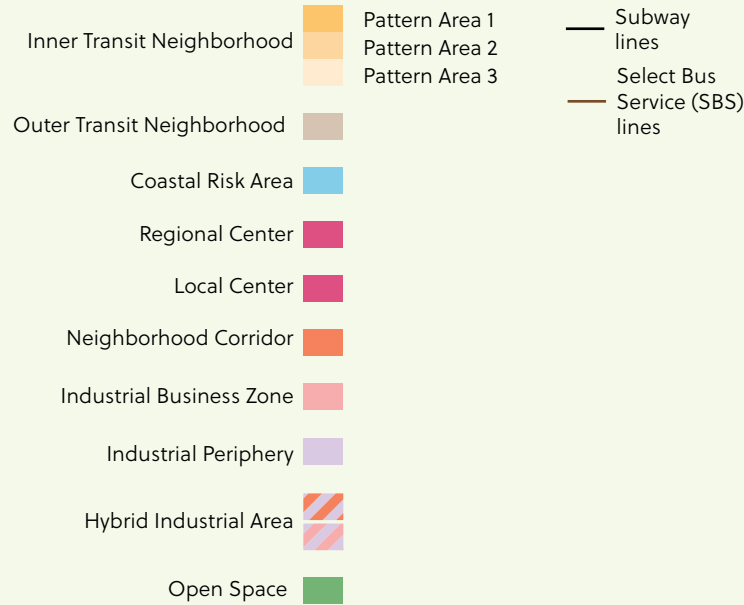 Inner Transit Neighborhood
Pattern Area 1
Pattern Area 2
Pattern Area 3
Outer Transit Neighborhood
Coastal Risk Area
Regional Center
Local Center
Neighborhood Corridor
Industrial Business Zone
Industrial Periphery
Hybrid Industrial Area
Open Space
Subway
lines
Select Bus
Service (SBS)
lines